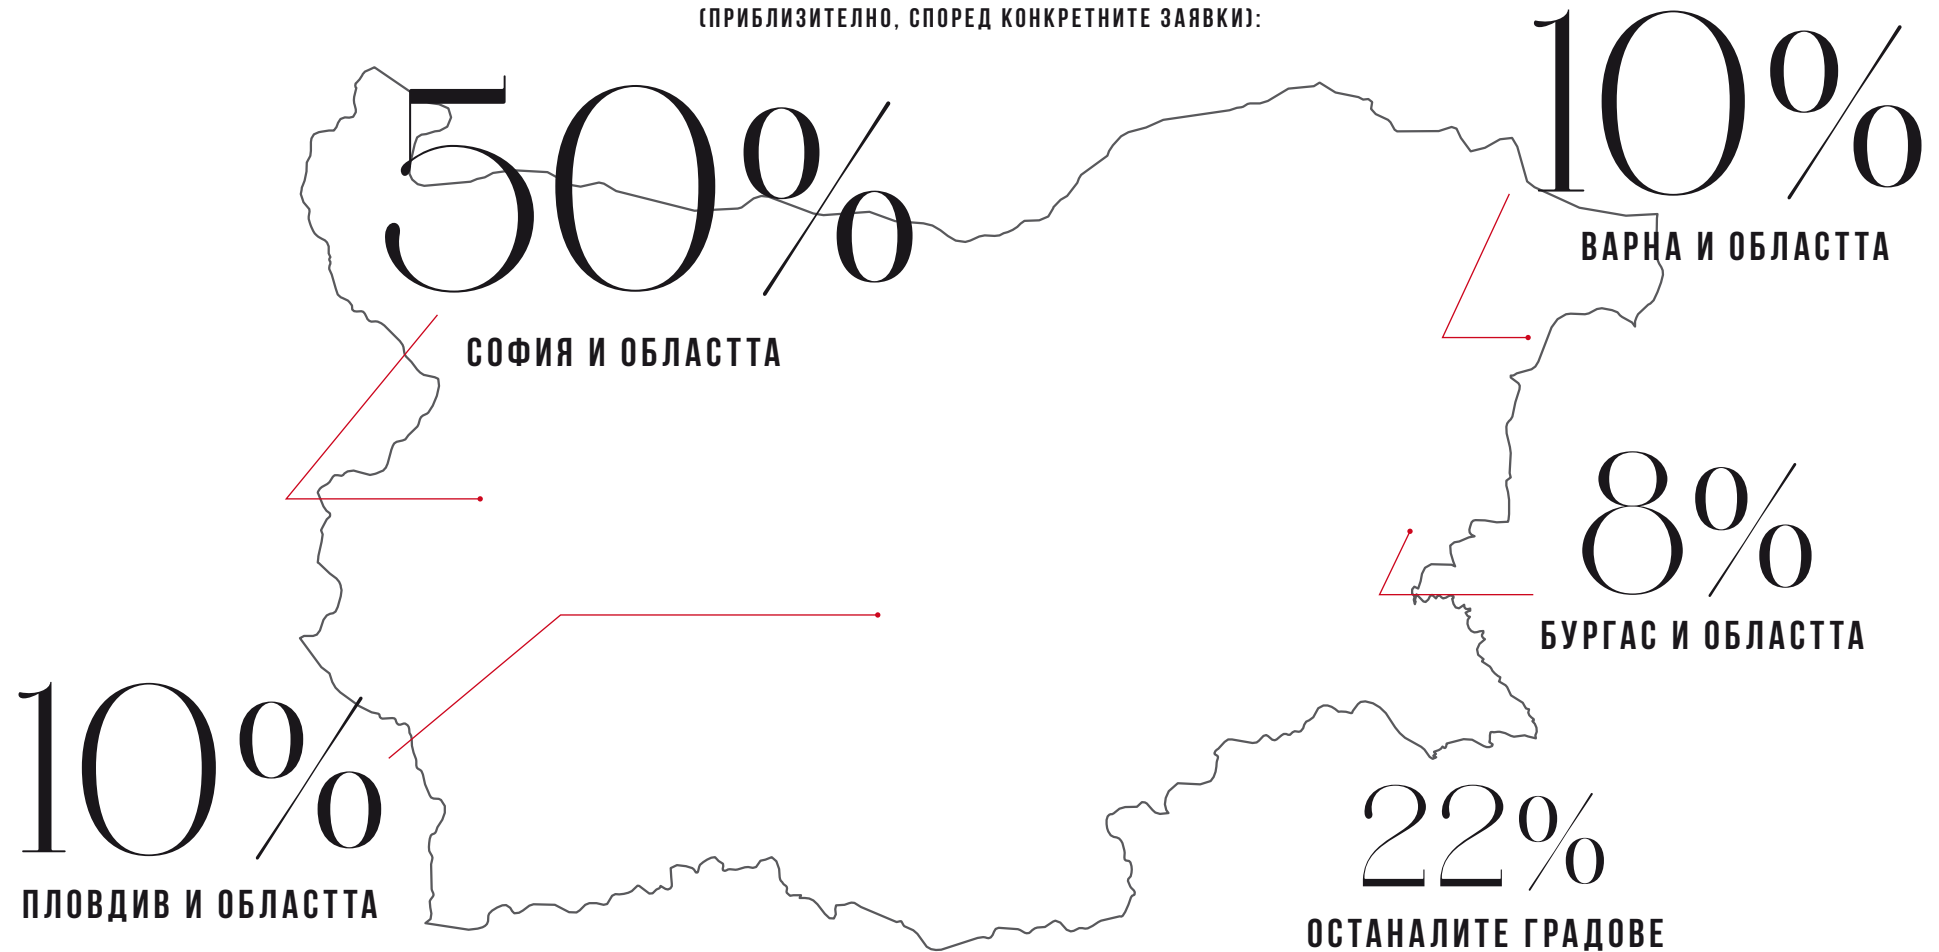 (ПРИБЛИЗИТЕЛНО, СПОРЕД КОНКРЕТНИТЕ ЗАЯВКИ):
50%
СОФИЯ И ОБЛАСТТА
10%
ВАРНА И ОБЛАСТТА
8%
БУРГАС И ОБЛАСТТА
10%
ПЛОВДИВ И ОБЛАСТТА
22%
ОСТАНАЛИТЕ ГРАДОВЕ